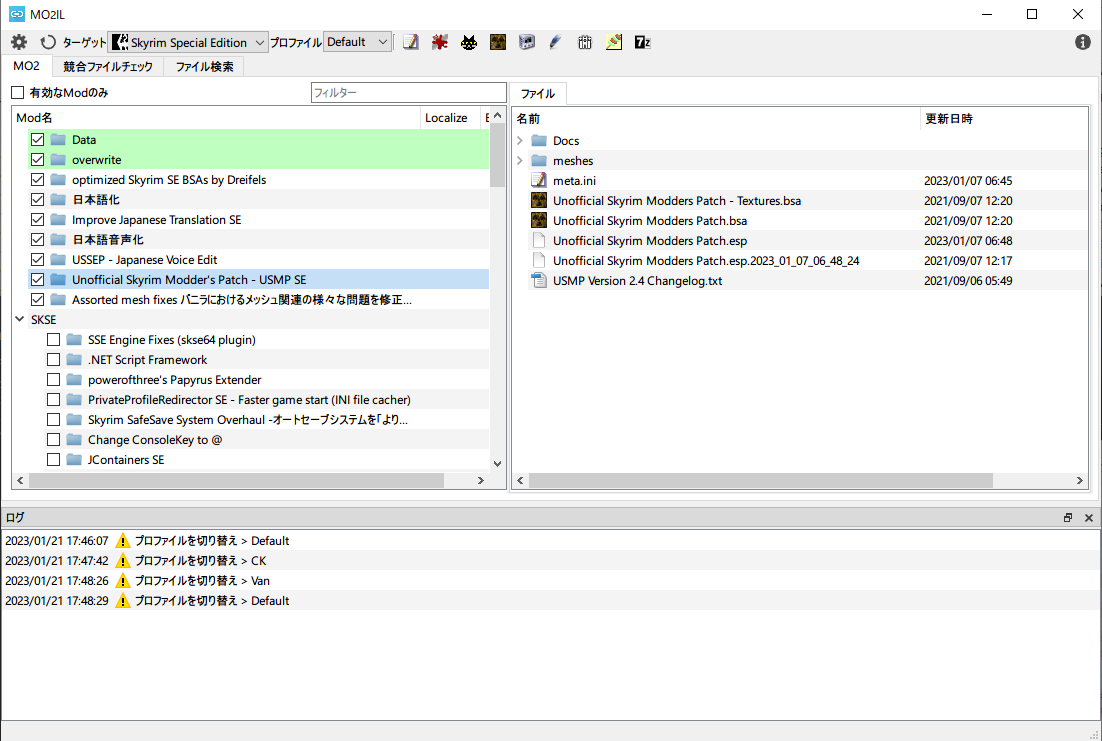 MO2IL
ターゲット Skyrim Special Edition プロファイル Default 7z
MO2 競合ファイルチェック ファイル検索
有効なModのみ フィルター
ファイル
Mod名 Localize
名前 更新日時
Data
overwrite
optimized Skyrim SE BSAs by Dreifels
日本語化
Improve Japanese Translation SE
日本語音声化
USSEP - Japanese Voice Edit
Unofficial Skyrim Modder's Patch - USMP SE
Assorted mesh fixes バニラにおけるメッシュ関連の様々な問題を修正...
SKSE
SSE Engine Fixes (skse64 plugin)
.NET Script Framework
powerofthree's Papyrus Extender
PrivateProfileRedirector SE - Faster game start (INI file cacher)
Skyrim SafeSave System Overhaul -オートセーブシステムを「より...
Change ConsoleKey to @
JContainers SE
Docs
meshes
meta.ini 2023/01/07 06:45
Unofficial Skyrim Modders Patch - Textures.bsa 2021/09/07 12:20
Unofficial Skyrim Modders Patch.bsa 2021/09/07 12:20
Unofficial Skyrim Modders Patch.esp 2023/01/07 06:48
Unofficial Skyrim Modders Patch.esp.2023_01_07_06_48_24 2021/09/07 12:17
USMP Version 2.4 Changelog.txt 2021/09/06 05:49
ログ
2023/01/21 17:46:07 プロファイルを切り替え > Default
2023/01/21 17:47:42 プロファイルを切り替え > CK
2023/01/21 17:48:26 プロファイルを切り替え > Van
2023/01/21 17:48:29 プロファイルを切り替え > Default